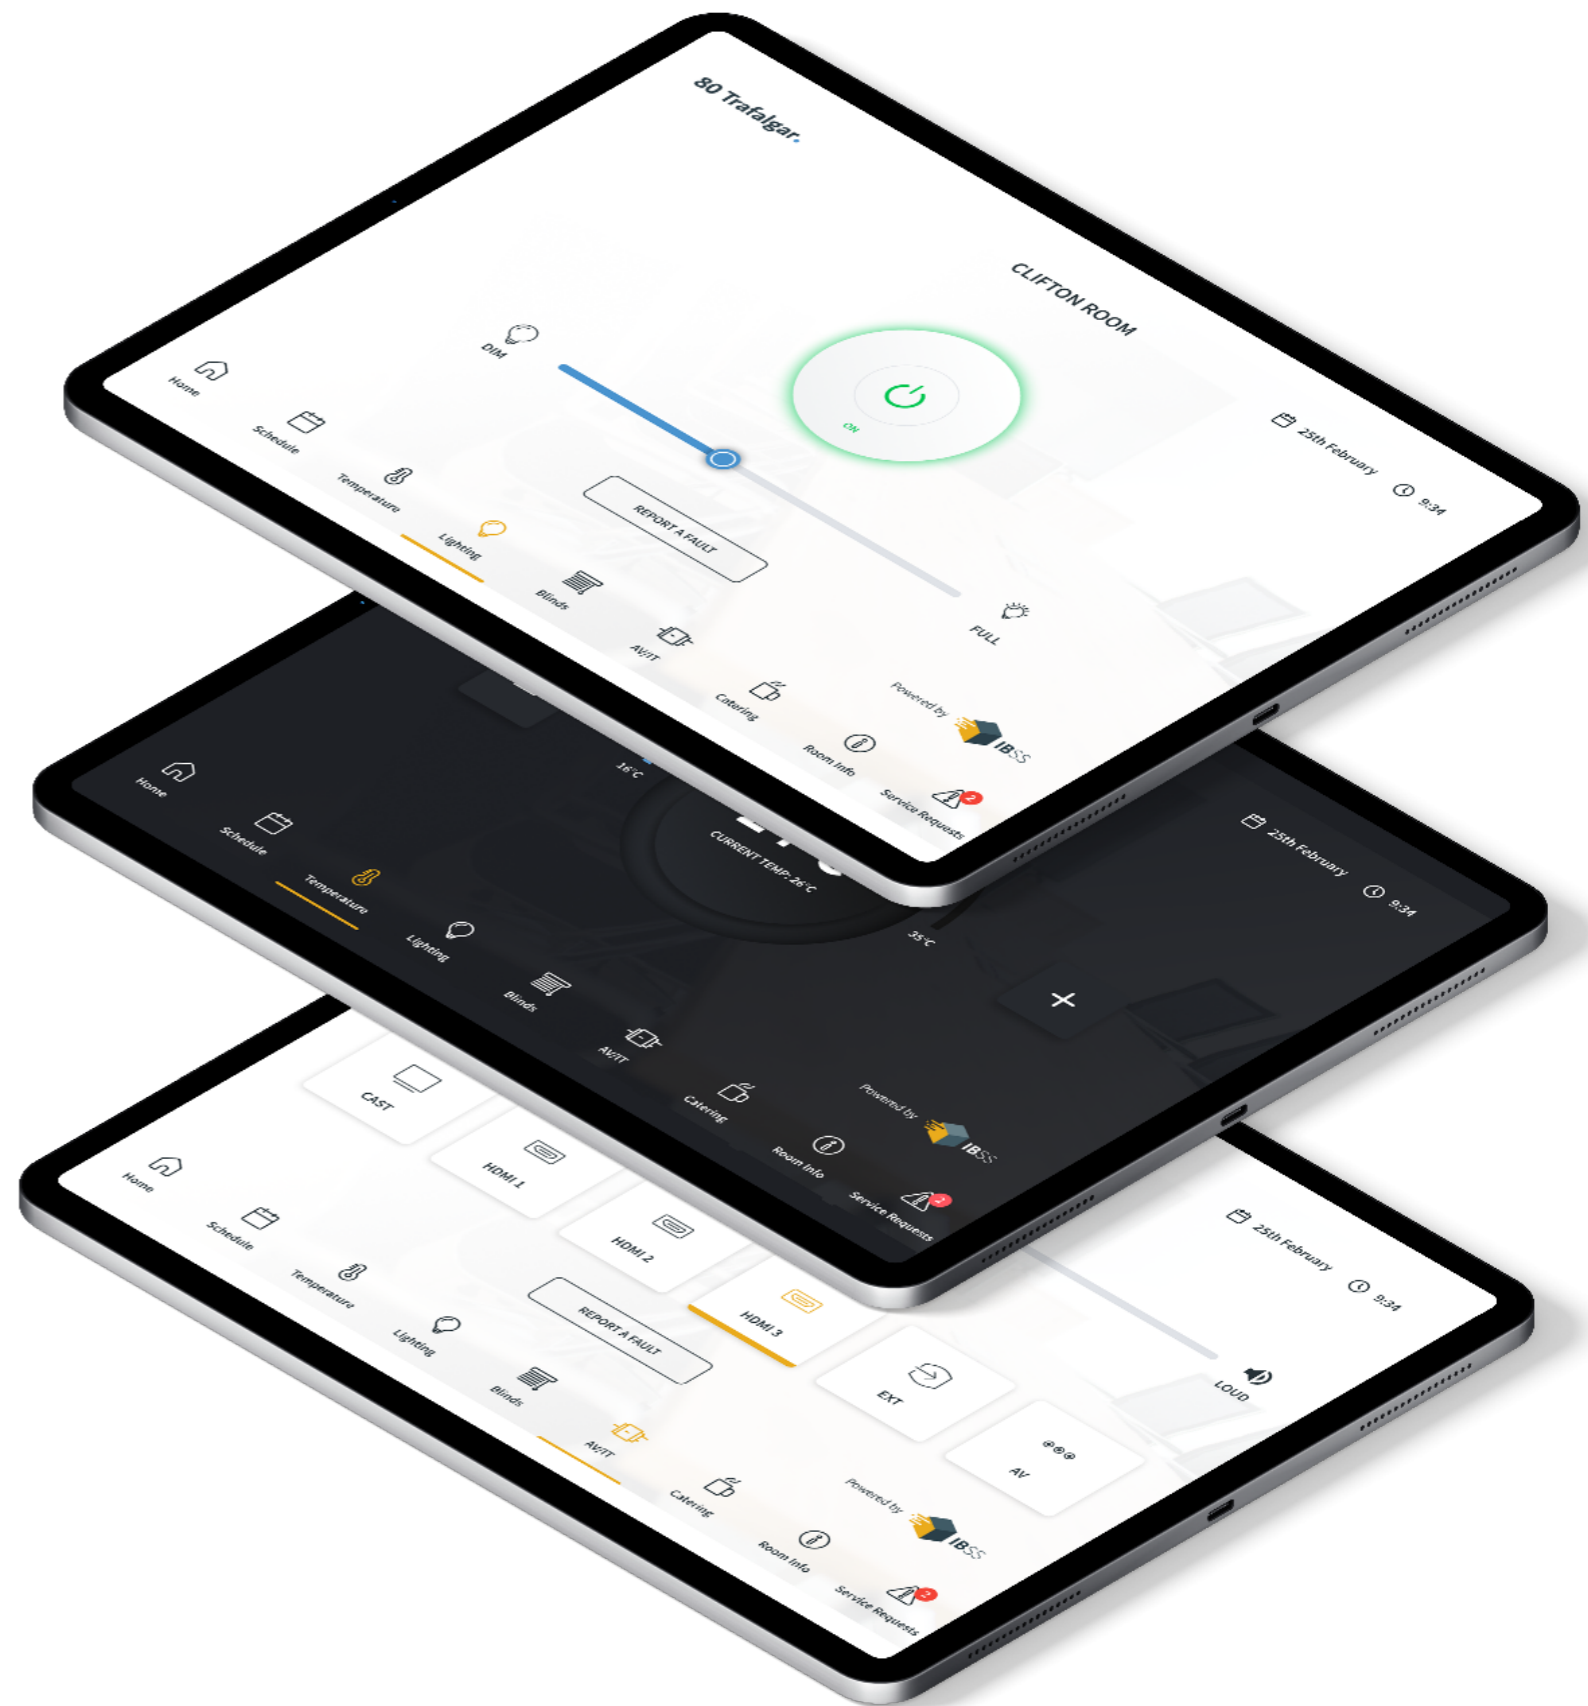 80 Trafalgar.
CLIFTON ROOM
25th February
9:34
ON
DIM
FULL
REPORT A FAULT
Home
Schedule
Temperature
Lighting
Blinds
AV/IT
Catering
Room Info
Service Requests
2
Powered by
IBSS
16°C
CURRENT TEMP: 26°C
35°C
25th February
9:34
Home
Schedule
Temperature
Lighting
Blinds
AV/IT
Catering
Room Info
Service Requests
2
Powered by
IBSS
CAST
HDMI 1
HDMI 2
HDMI 3
EXT
AV
LOUD
25th February
9:34
REPORT A FAULT
Home
Schedule
Temperature
Lighting
Blinds
AV/IT
Catering
Room Info
Service Requests
2
Powered by
IBSS